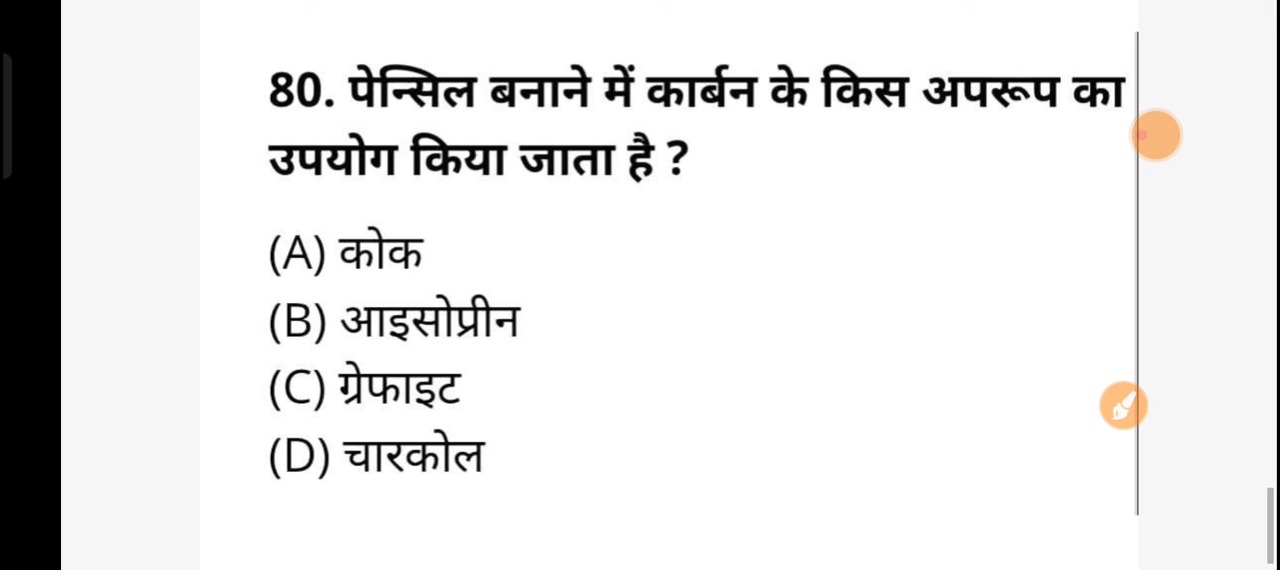 80. पेन्सिल बनाने में कार्बन के किस अपरूप का
उपयोग किया जाता है ?
(A) कोक
(B) आइसोप्रीन
(C) ग्रेफाइट
(D) चारकोल